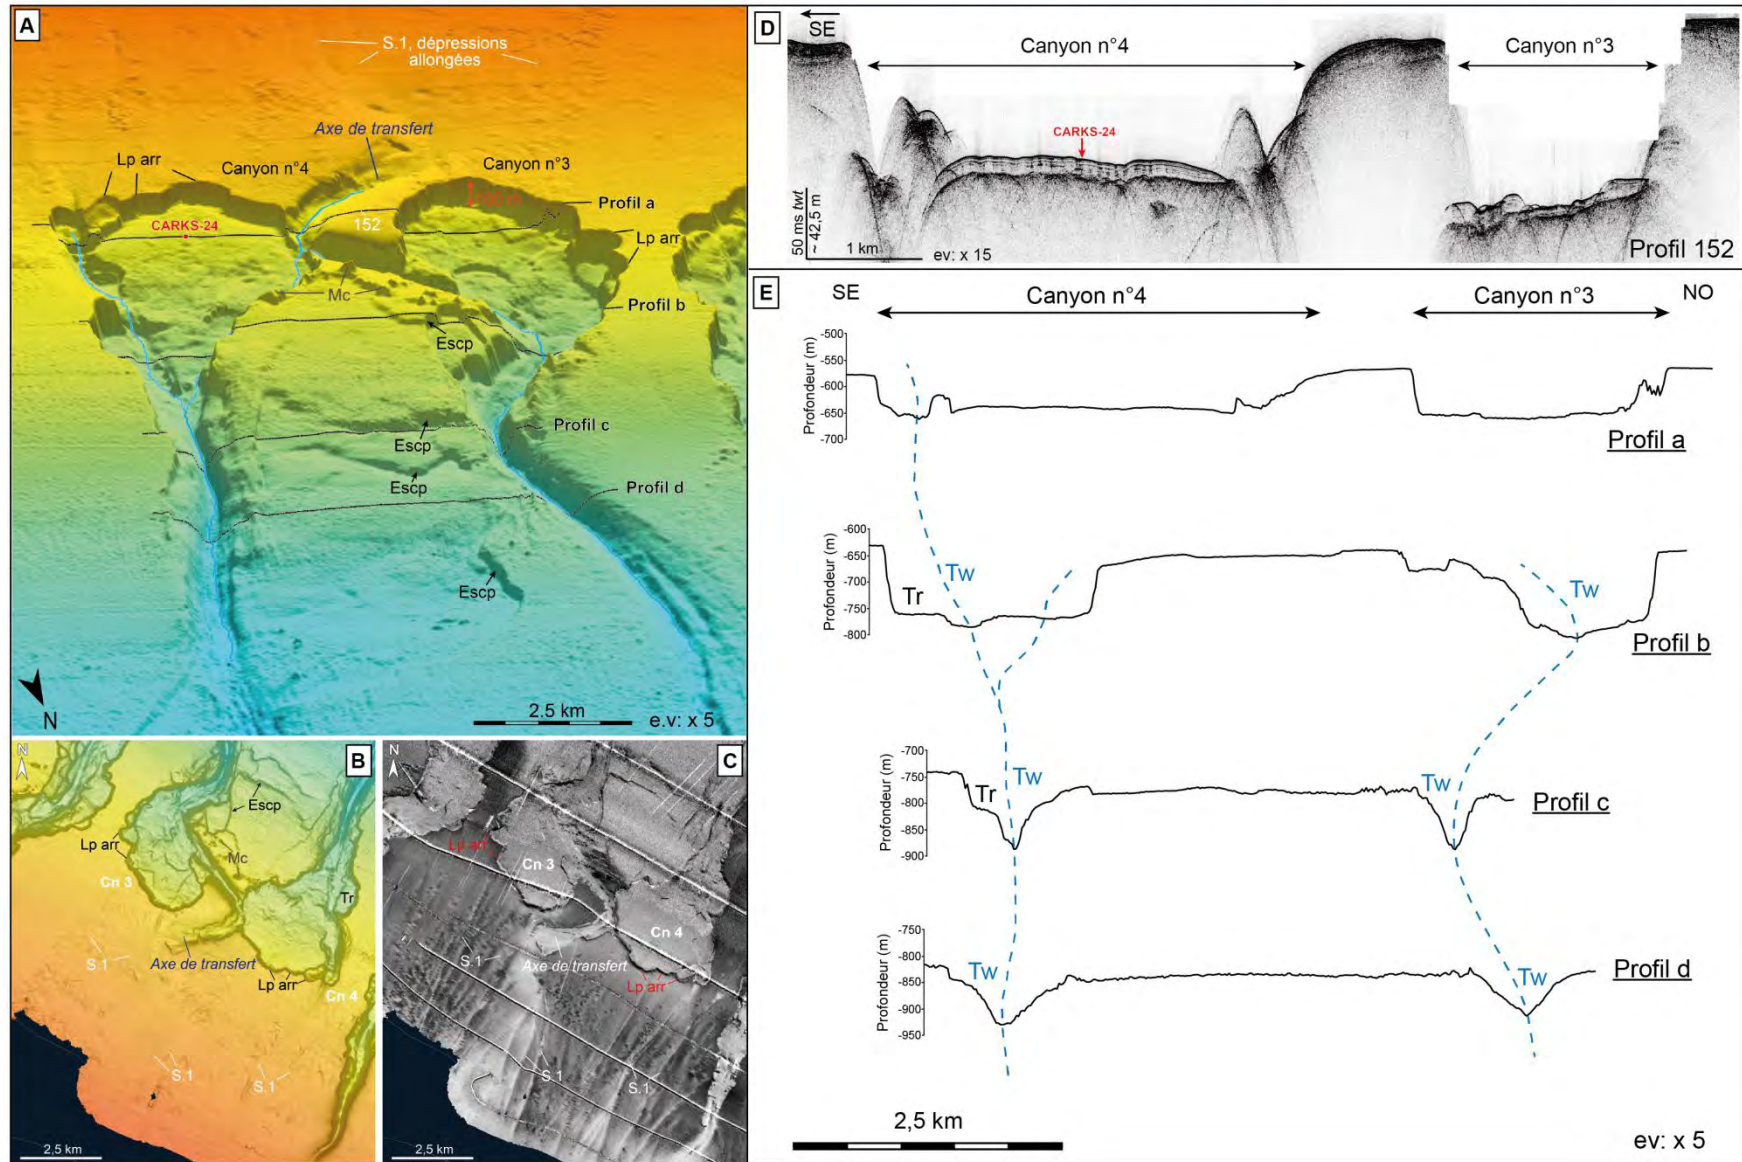 A
S.1, dépressions
allongées
Axe de transfert
Lp arr
Canyon n°4
Canyon n°3
Profil a
CARKS-24
152
Lp arr
Mc
Profil b
Escp
Profil c
Escp
Escp
Profil d
Escp
N
2.5 km
e.v: x 5
D
SE
Canyon n°4
Canyon n°3
CARKS-24
50 ms twt
~ 42,5 m
1 km
ev: x 15
Profil 152
B
N
Escp
Lp arr
Mc
Cn 3
Tr
S.1
Axe de transfert
Lp arr
Cn 4
S.1
S.1
2,5 km
C
N
Lp arr
Cn 3
Cn 4
S.1
Axe de transfert
Lp arr
S.1
S.1
2,5 km
E
SE
Canyon n°4
Canyon n°3
NO
Profondeur (m)
-500
-550
-600
-650
-700
Profil a
Profondeur (m)
-600
-650
-700
-750
-800
Tw
Tr
Tw
Profil b
Profondeur (m)
-700
-750
-800
-850
-900
Tr
Tw
Tw
Profil c
Profondeur (m)
-750
-800
-850
-900
-950
Tw
Tw
Profil d
2,5 km
ev: x 5